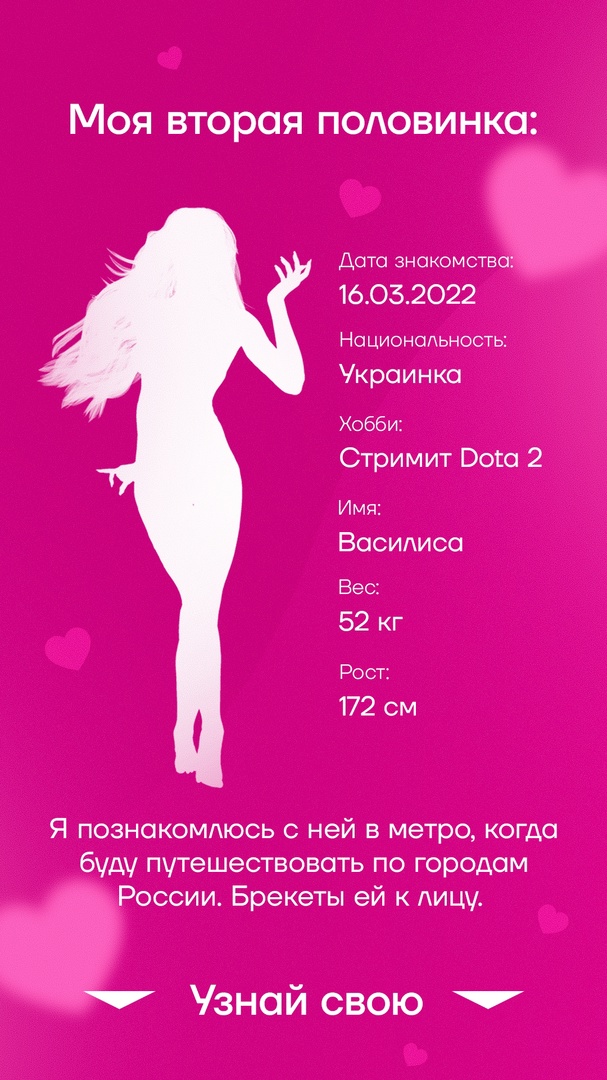 Моя вторая половинка:
Дата знакомства:
16.03.2022
Национальность:
Украинка
Хобби:
Стримит Dota 2
Имя:
Василиса
Вес:
52 кг
Рост:
172 см
Я познакомлюсь с ней в метро, когда
буду путешествовать по городам
России. Брекеты ей к лицу.
Узнай свою